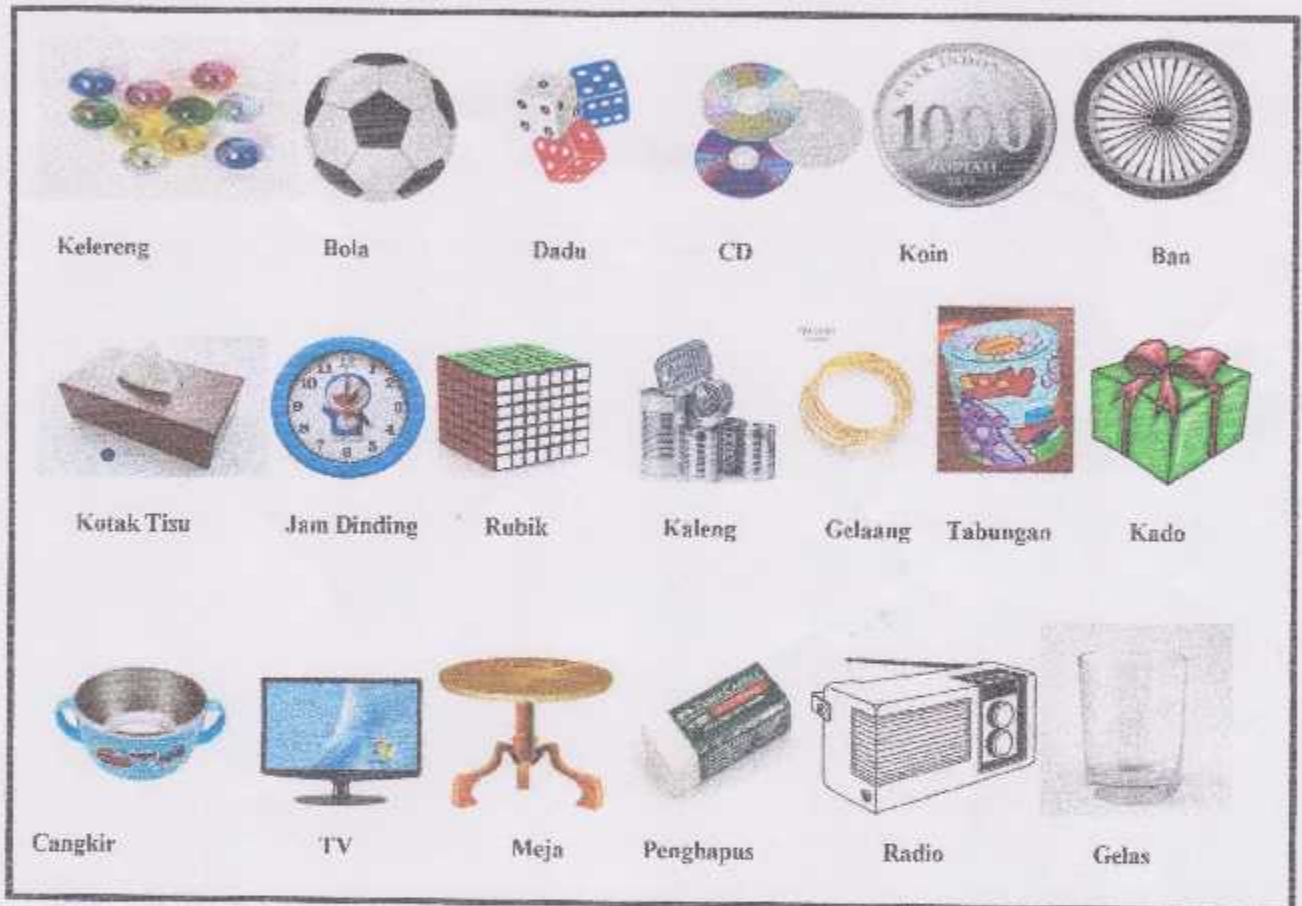 1000
Kelereng Bola Dadu CD Koin Ban
Kotak Tisu Jam Dinding Rubik Kaleng Gelaang Tabungan Kado
Cangkir TV Meja Penghapus Radio Gelas